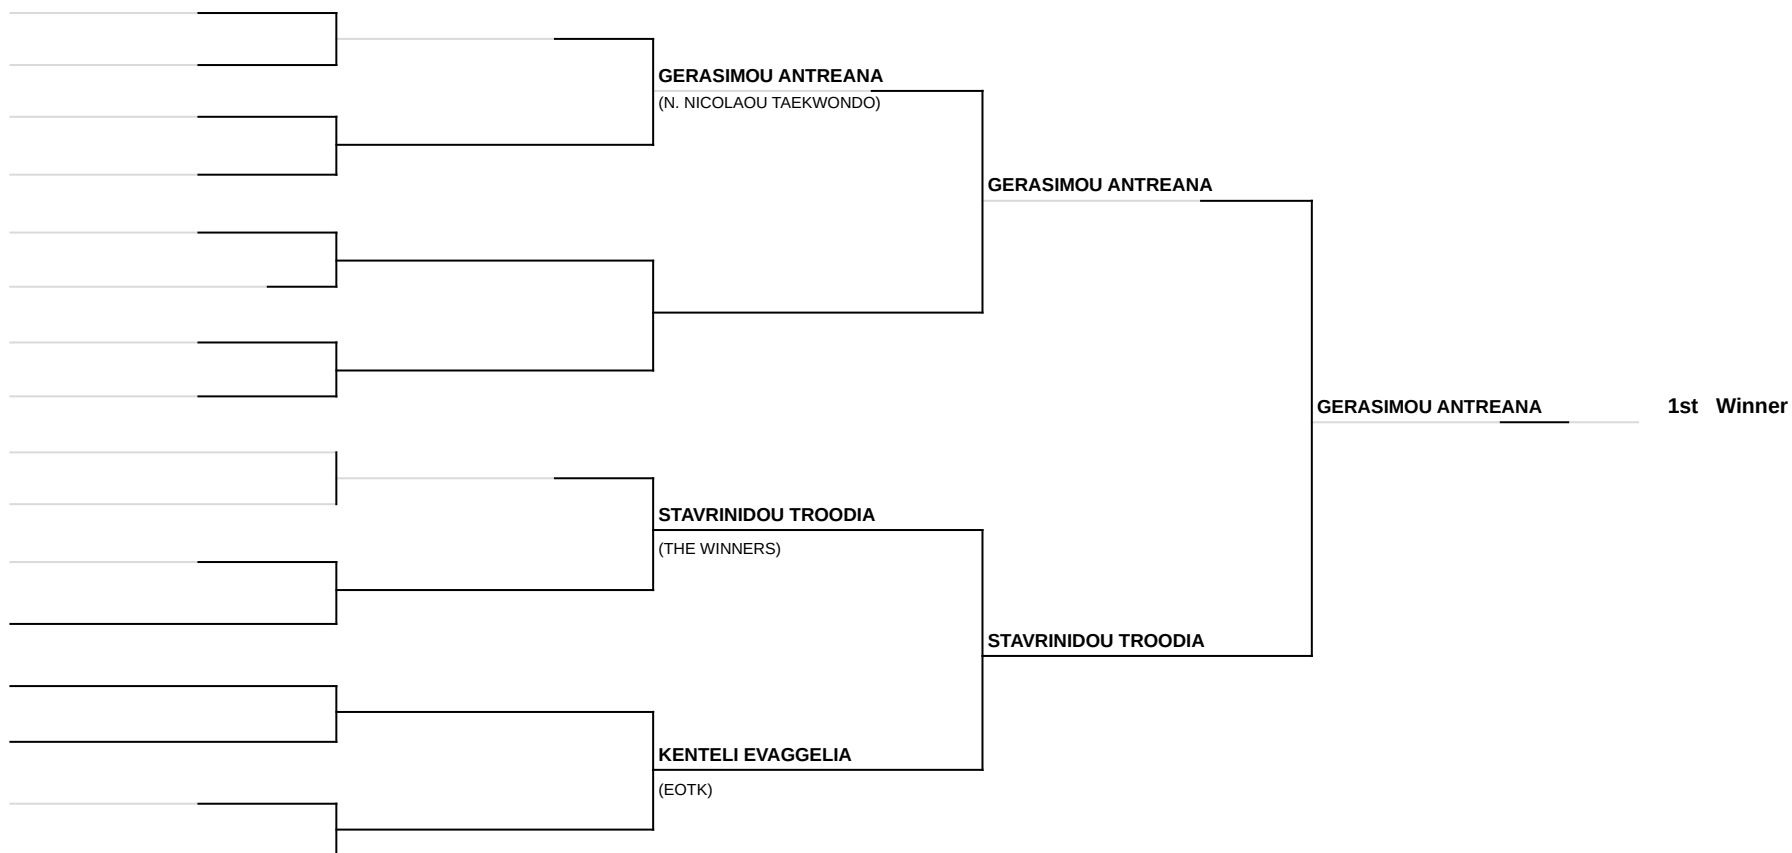 GERASIMOU ANTREANA
(N. NICOLAOU TAEKWONDO)
GERASIMOU ANTREANA
GERASIMOU ANTREANA
1st Winner
STAVRINIDOU TROODIA
(THE WINNERS)
STAVRINIDOU TROODIA
KENTELI EVAGGELIA
(EOTK)